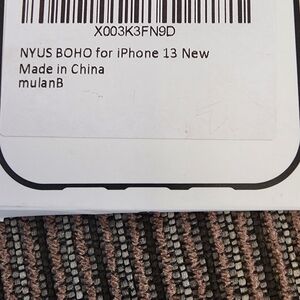 X003K3FN9D
NYUS BOHO for iPhone 13 New
Made in China
mulanB